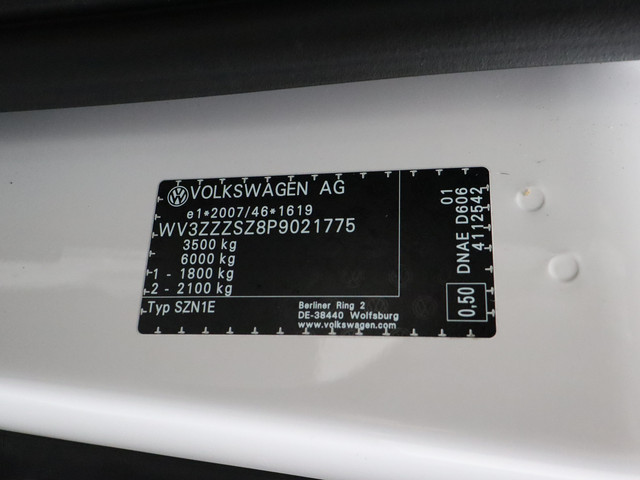 VOLKSWAGEN AG
e1*2007/46*1619
WV3ZZZSZ8P9021775
3500 kg
6000 kg
1 - 1800 kg
2 - 2100 kg
Typ SZN1E
Berliner Ring 2
DE-38440 Wolfsburg
www.volkswagen.com
01
DNAE D606
4112542
0,50